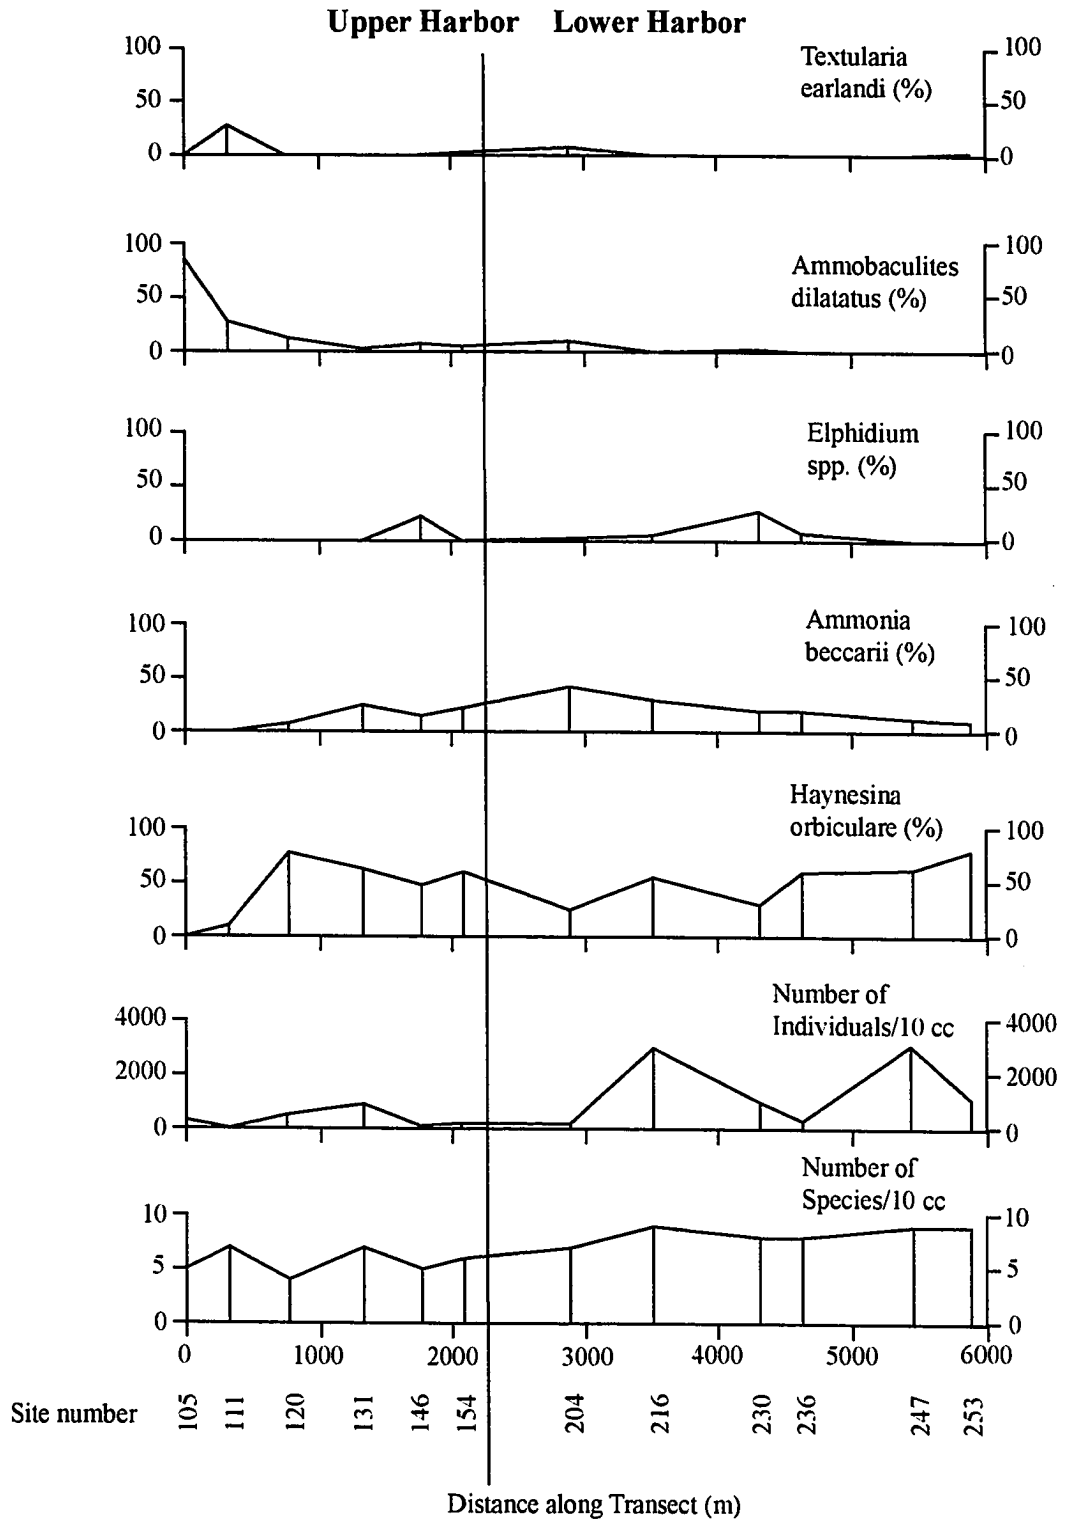 Upper Harbor Lower Harbor
100 100
Textularia
earlandi (%)
50 50
0 0
100 100
Ammobaculites
dilatatus (%)
50 50
0 0
100 100
Elphidium
spp. (%)
50 50
0 0
100 100
Ammonia
beccarii (%)
50 50
0 0
Haynesina
orbiculare (%)
100 100
50 50
0 0
Number of
Individuals/10 cc
4000 4000
2000 2000
0 0
Number of
Species/10 cc
10 10
5 5
0 0
0 1000 2000 3000 4000 5000 6000
Site number 105 111 120 131 146 154 204 216 230 236 247 253
Distance along Transect (m)